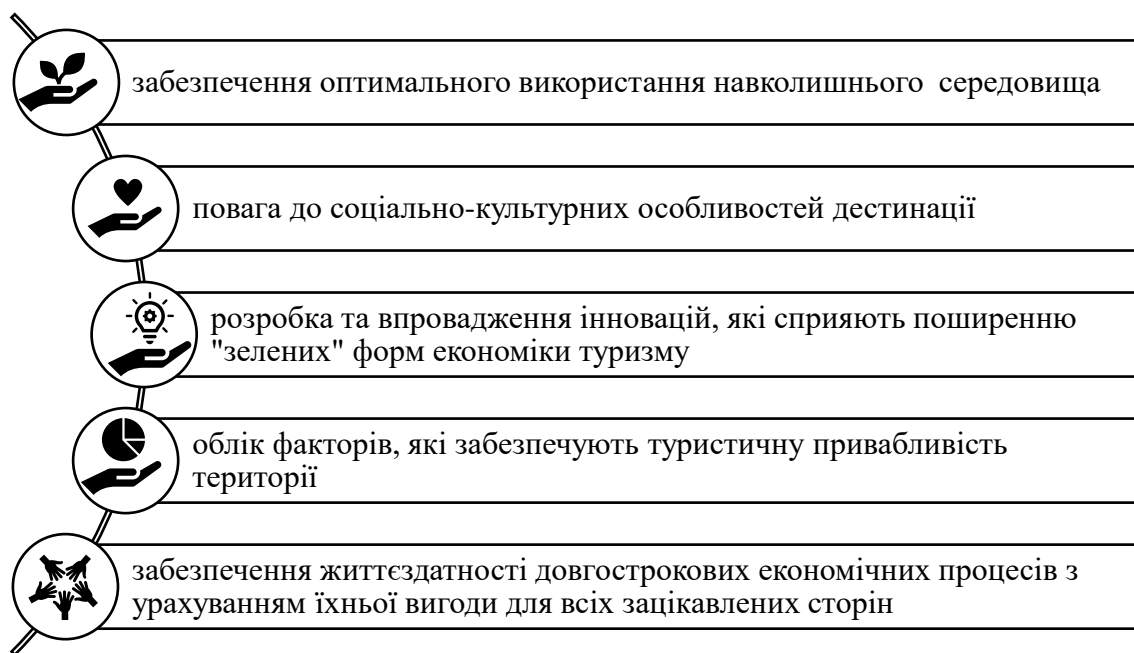 забезпечення оптимального використання навколишнього середовища
повага до соціально-культурних особливостей дестинації
розробка та впровадження інновацій, які сприяють поширенню
"зелених" форм економіки туризму
облік факторів, які забезпечують туристичну привабливість
території
забезпечення життєздатності довгострокових економічних процесів з
урахуванням їхньої вигоди для всіх зацікавлених сторін